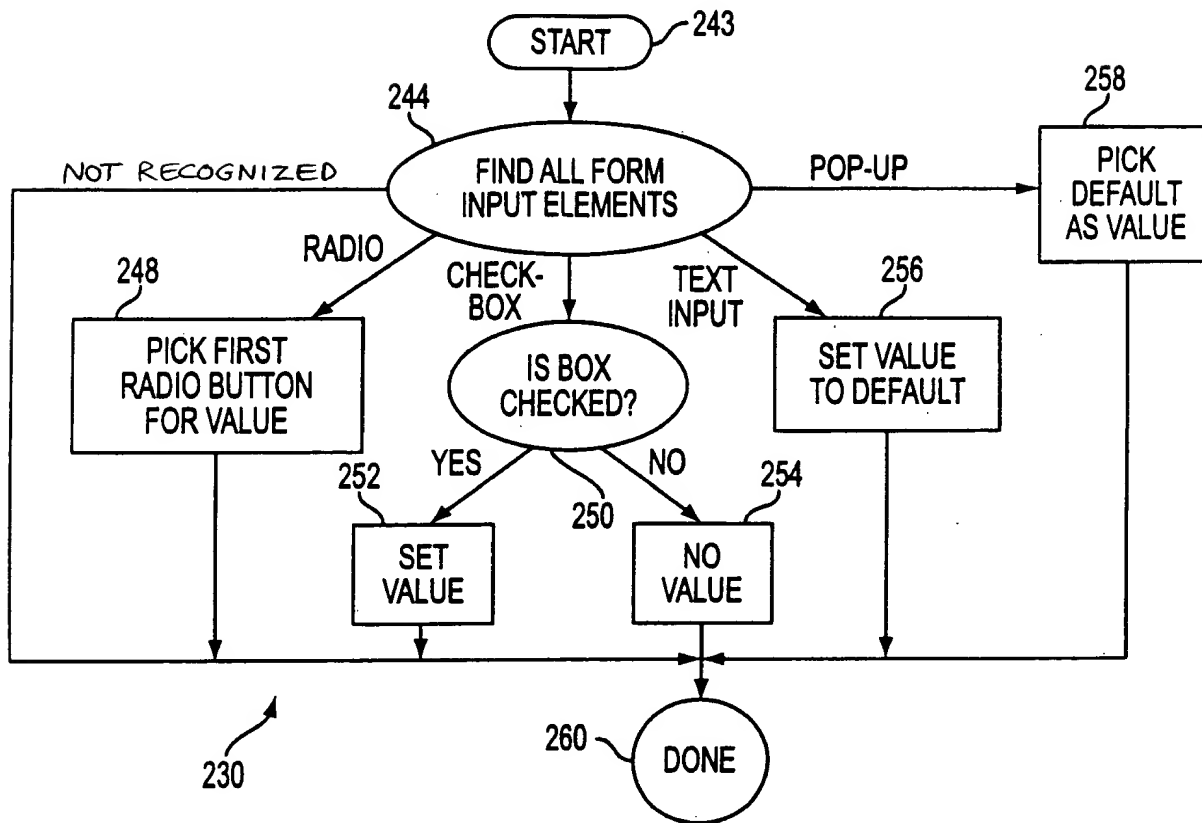 START
243
244
258
NOT RECOGNIZED
FIND ALL FORM
INPUT ELEMENTS
POP-UP
PICK
DEFAULT
AS VALUE
RADIO
CHECK-
BOX
TEXT
INPUT
248
256
PICK FIRST
RADIO BUTTON
FOR VALUE
IS BOX
CHECKED?
SET VALUE
TO DEFAULT
YES
NO
252
250
254
SET
VALUE
NO
VALUE
230
260
DONE